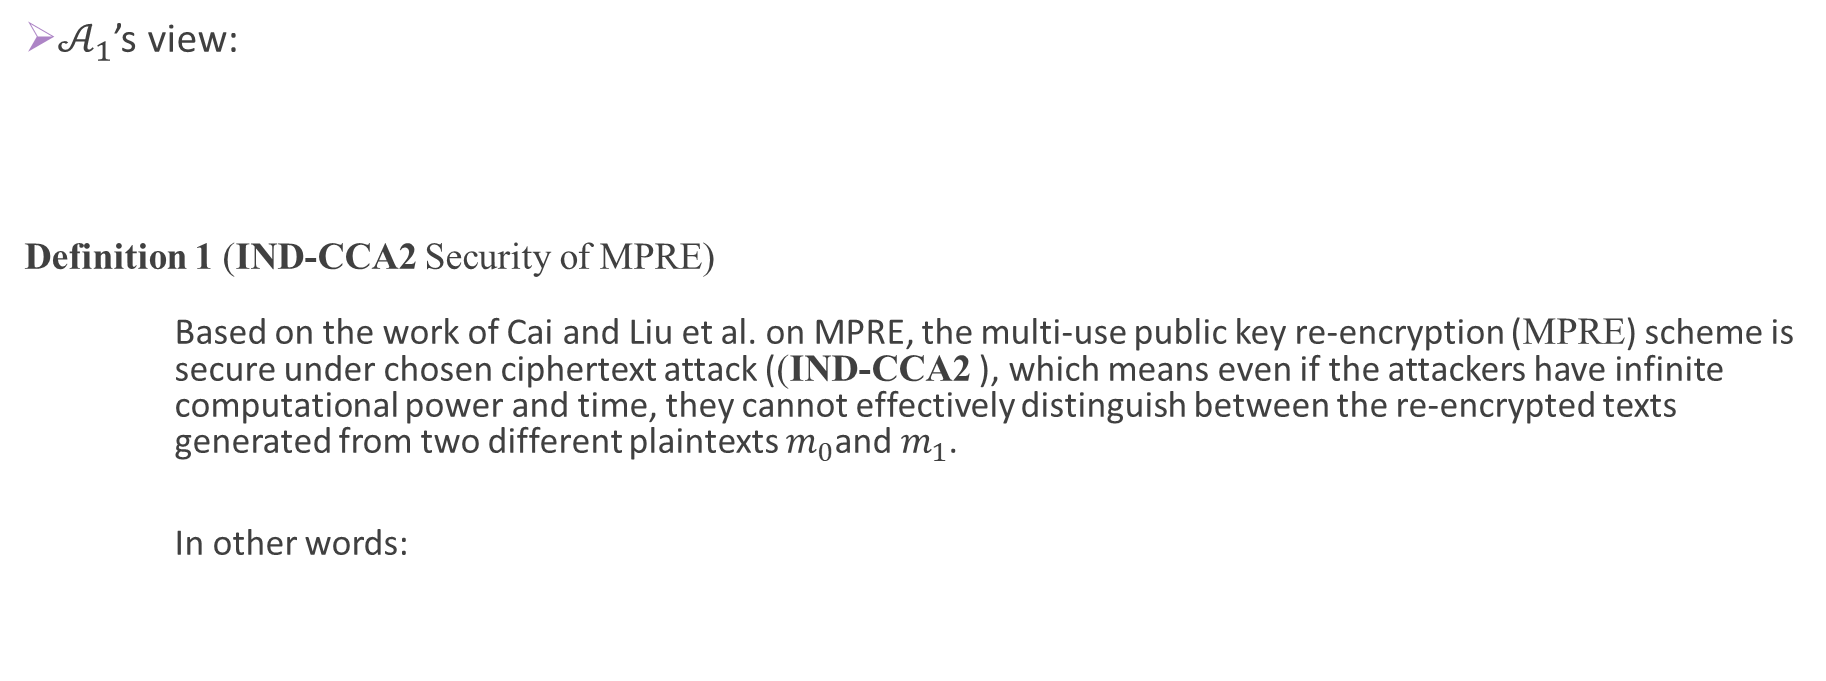 ➢𝒜₁’s view:
Definition 1 (IND-CCA2 Security of MPRE)
Based on the work of Cai and Liu et al. on MPRE, the multi-use public key re-encryption (MPRE) scheme is
secure under chosen ciphertext attack ((IND-CCA2 ), which means even if the attackers have infinite
computational power and time, they cannot effectively distinguish between the re-encrypted texts
generated from two different plaintexts 𝑚₀and 𝑚₁.
In other words: